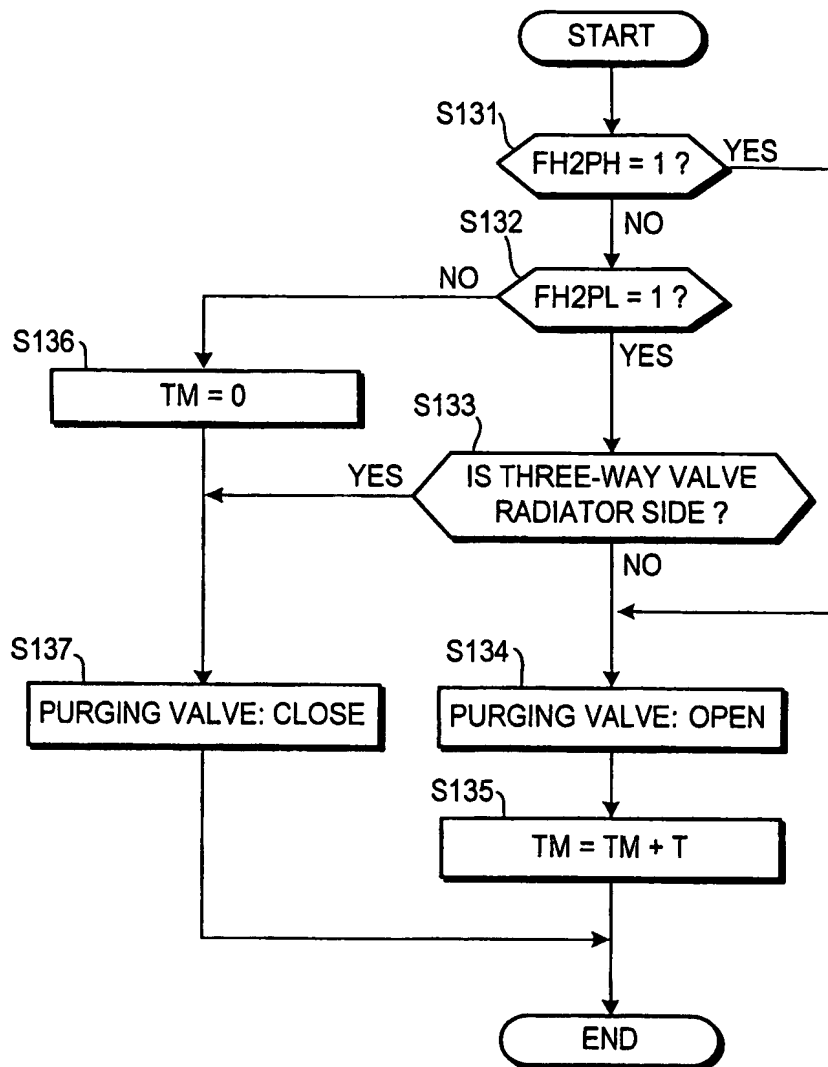 START
S131
FH2PH = 1 ?
YES
NO
S132
NO
FH2PL = 1 ?
YES
S136
TM = 0
S133
YES
IS THREE-WAY VALVE
RADIATOR SIDE ?
NO
S137
PURGING VALVE: CLOSE
S134
PURGING VALVE: OPEN
S135
TM = TM + T
END